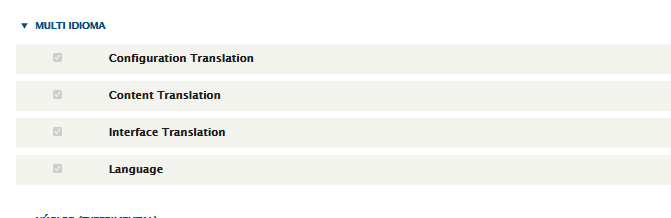 MULTI IDIOMA
Configuration Translation
Content Translation
Interface Translation
Language